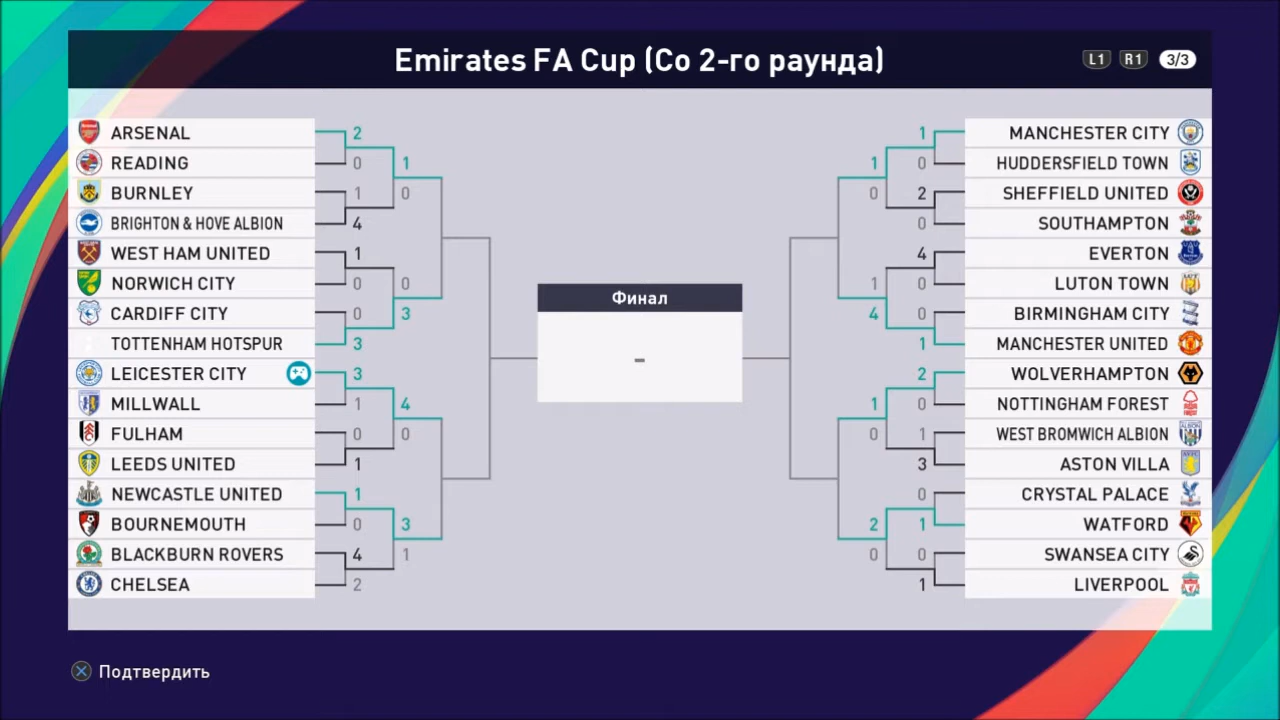 Emirates FA Cup (Со 2-го раунда)
L1 R1 3/3
ARSENAL 2
READING 0
1
BURNLEY 1
0
BRIGHTON & HOVE ALBION 4
WEST HAM UNITED 1
NORWICH CITY 0
0
CARDIFF CITY 0
3
TOTTENHAM HOTSPUR 3
LEICESTER CITY 3
MILLWALL 1
4
FULHAM 0
0
LEEDS UNITED 1
NEWCASTLE UNITED 1
BOURNEMOUTH 0
3
BLACKBURN ROVERS 4
1
CHELSEA 2
Финал
-
1 MANCHESTER CITY
1
0 HUDDERSFIELD TOWN
0
2 SHEFFIELD UNITED
0 SOUTHAMPTON
4 EVERTON
1
0 LUTON TOWN
4
0 BIRMINGHAM CITY
1 MANCHESTER UNITED
2 WOLVERHAMPTON
1
0 NOTTINGHAM FOREST
0
1 WEST BROMWICH ALBION
3 ASTON VILLA
0 CRYSTAL PALACE
2
1 WATFORD
0
0 SWANSEA CITY
1 LIVERPOOL
Подтвердить